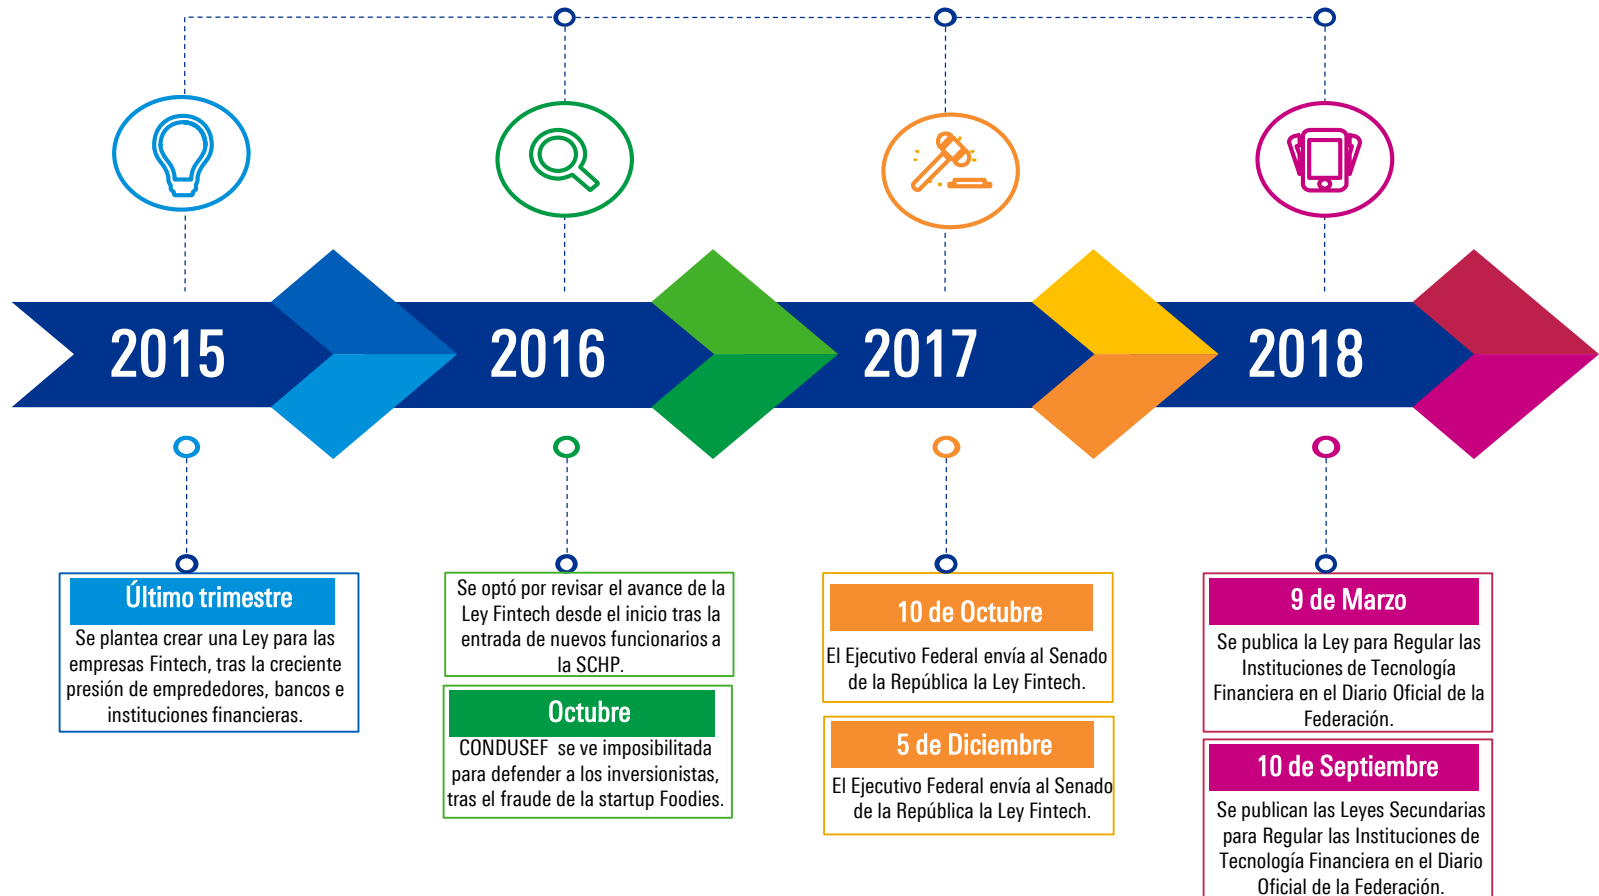 2015
2016
2017
2018
Último trimestre
Se plantea crear una Ley para las
empresas Fintech, tras la creciente
presión de empredédores, bancos e
instituciones financieras.
Se optó por revisar el avance de la
Ley Fintech desde el inicio tras la
entrada de nuevos funcionarios a
la SCHP.
Octubre
CONDUSEF se ve imposibilitada
para defender a los inversionistas,
tras el fraude de la startup Foodies.
10 de Octubre
El Ejecutivo Federal envía al Senado
de la República la Ley Fintech.
5 de Diciembre
El Ejecutivo Federal envía al Senado
de la República la Ley Fintech.
9 de Marzo
Se publica la Ley para Regular las
Instituciones de Tecnología
Financiera en el Diario Oficial de la
Federación.
10 de Septiembre
Se publican las Leyes Secundarias
para Regular las Instituciones de
Tecnología Financiera en el Diario
Oficial de la Federación.